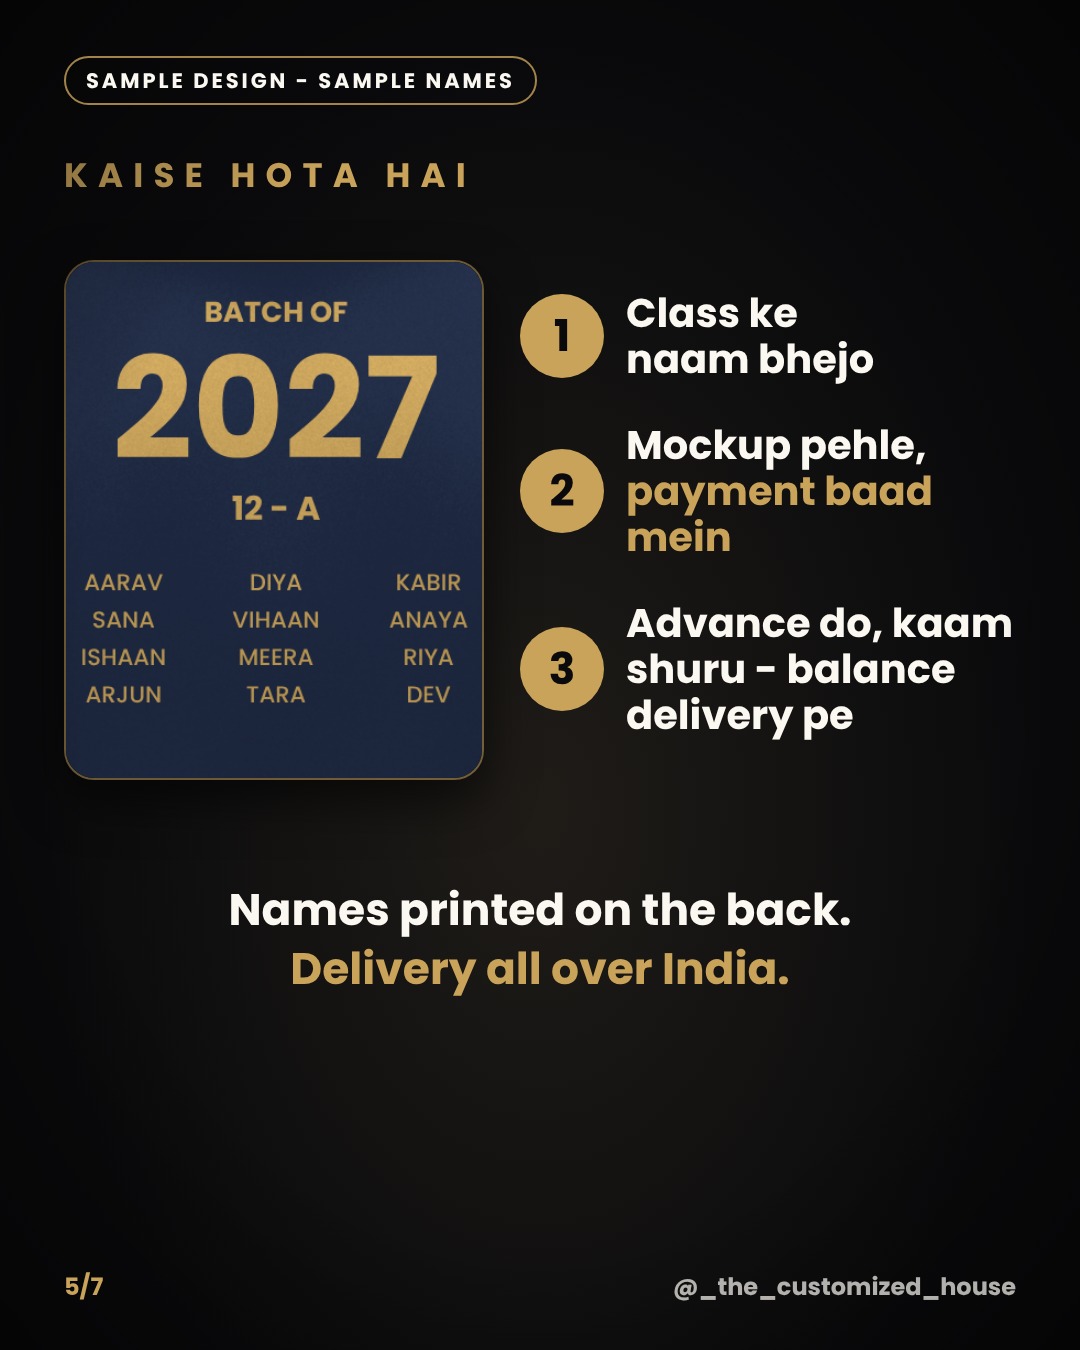 SAMPLE DESIGN - SAMPLE NAMES
KAISE HOTA HAI
BATCH OF
2027
12 - A
AARAV DIYA KABIR
SANA VIHAAN ANAYA
ISHAAN MEERA RIYA
ARJUN TARA DEV
1
Class ke
naam bhejo
2
Mockup pehle,
payment baad
mein
3
Advance do, kaam
shuru - balance
delivery pe
Names printed on the back.
Delivery all over India.
5/7
@_the_customized_house